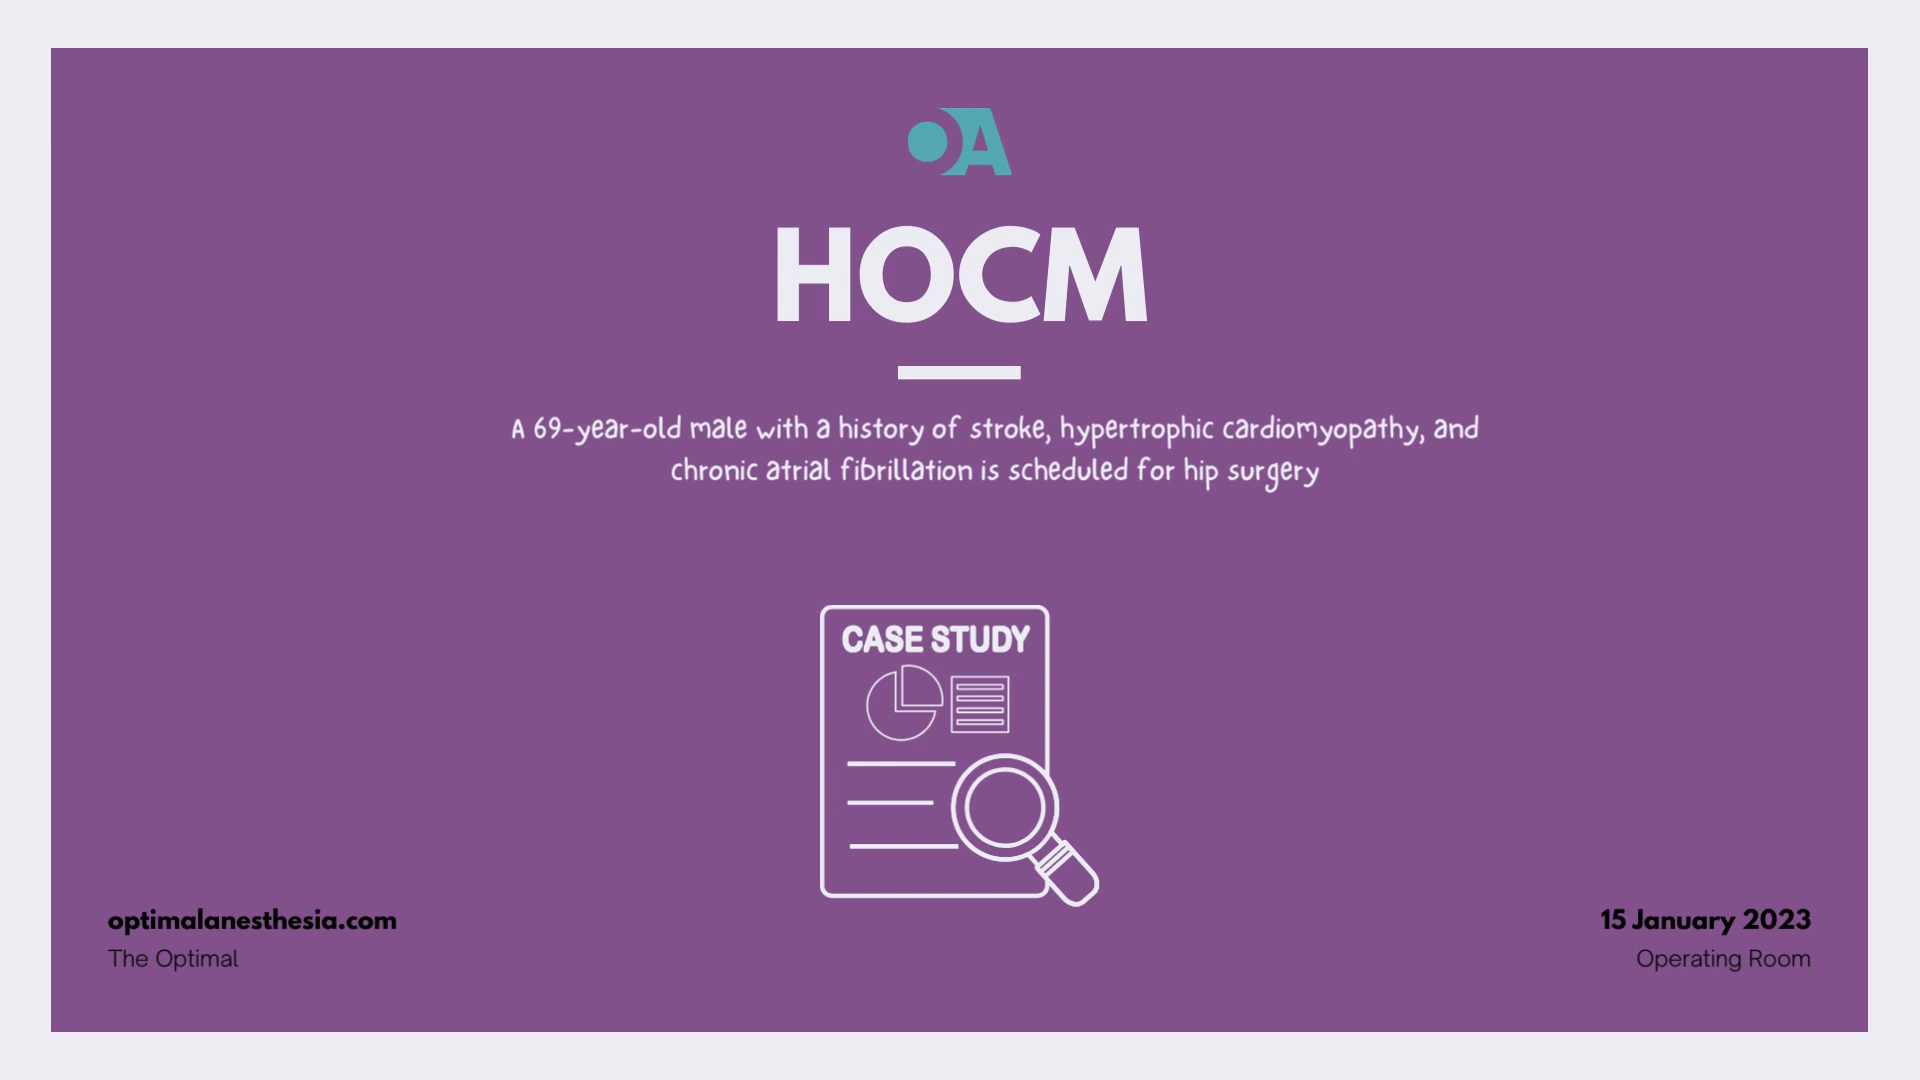 OA
HOCM
A 69-year-old male with a history of stroke, hypertrophic cardiomyopathy, and
chronic atrial fibrillation is scheduled for hip surgery
CASE STUDY
optimalanesthesia.com
The Optimal
15 January 2023
Operating Room